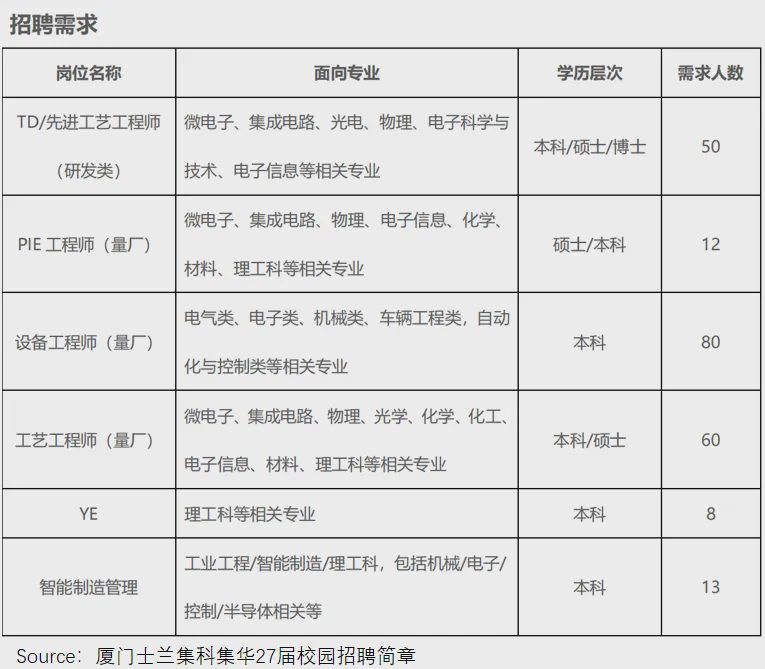 招聘需求
岗位名称 面向专业 学历层次 需求人数
TD/先进工艺工程师
（研发类）
微电子、集成电路、光电、物理、电子科学与
技术、电子信息等相关专业
本科/硕士/博士
50
PIE 工程师（量厂）
微电子、集成电路、物理、电子信息、化学、
材料、理工科等相关专业
硕士/本科
12
设备工程师（量厂）
电气类、电子类、机械类、车辆工程类，自动
化与控制类等相关专业
本科
80
工艺工程师（量厂）
微电子、集成电路、物理、光学、化学、化工、
电子信息、材料、理工科等相关专业
本科/硕士
60
YE
理工科等相关专业
本科
8
智能制造管理
工业工程/智能制造/理工科，包括机械/电子/
控制/半导体相关等
本科
13
Source：厦门士兰集科集华27届校园招聘简章